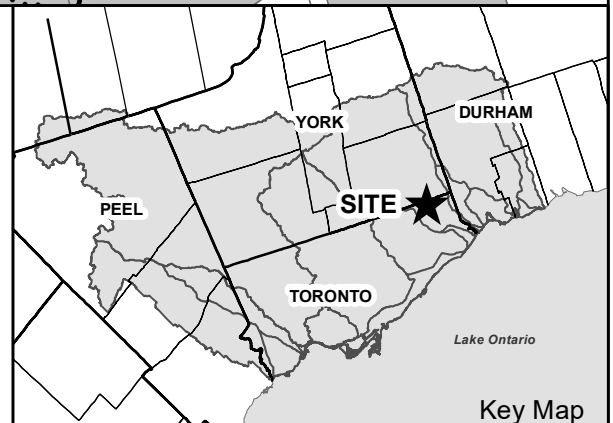 YORK
DURHAM
SITE
PEEL
TORONTO
Lake Ontario
Key Map